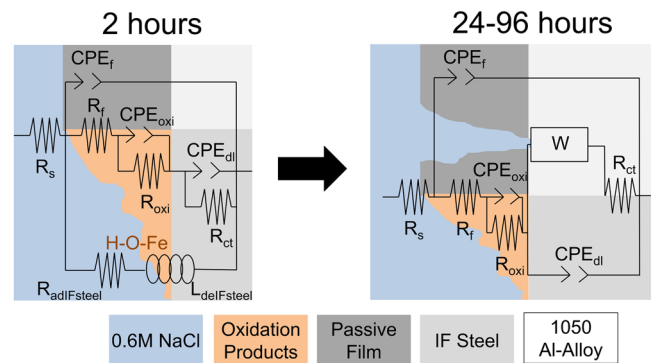 2 hours
24-96 hours
CPEf
Rf
CPEoxi
Rs
Roxi
CPEdl
Rct
H-O-Fe
RadIFsteel
LdeIFsteel
CPEf
W
Rct
CPEoxi
Rs
Rf
Roxi
CPEdl
0.6M NaCl
Oxidation
Products
Passive
Film
IF Steel
1050
Al-Alloy